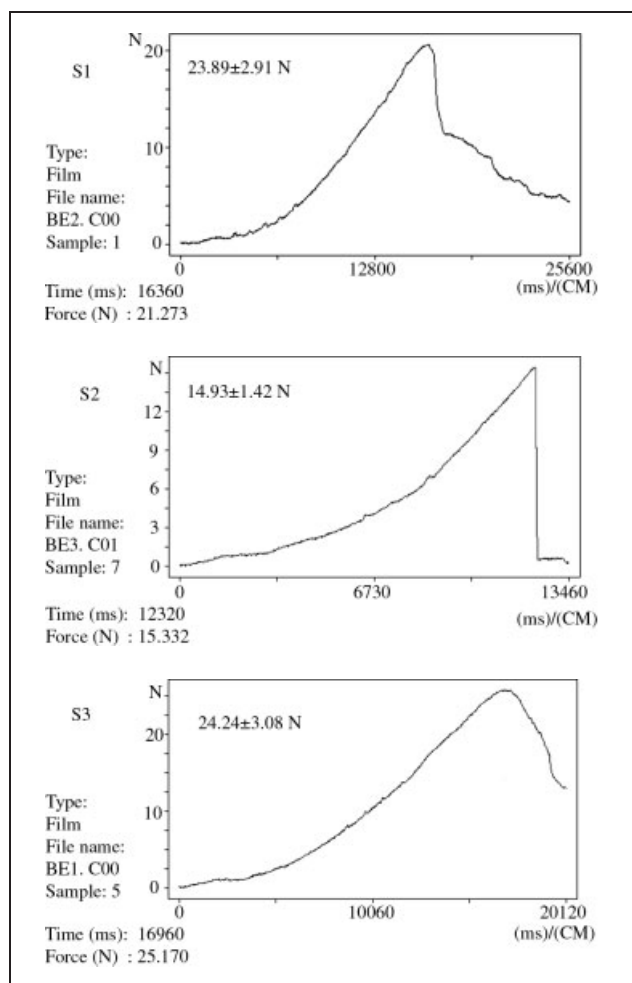 N
20
S1
23.89±2.91 N
10
Type:
Film
File name:
BE2. C00
Sample: 1
0
0
12800
25600
(ms)/(CM)
Time (ms): 16360
Force (N) : 21.273
N
S2
14.93±1.42 N
12
9
6
3
0
Type:
Film
File name:
BE3. C01
Sample: 7
0
6730
13460
(ms)/(CM)
Time (ms): 12320
Force (N) : 15.332
N
S3
24.24±3.08 N
20
10
0
Type:
Film
File name:
BE1. C00
Sample: 5
0
10060
20120
(ms)/(CM)
Time (ms): 16960
Force (N) : 25.170